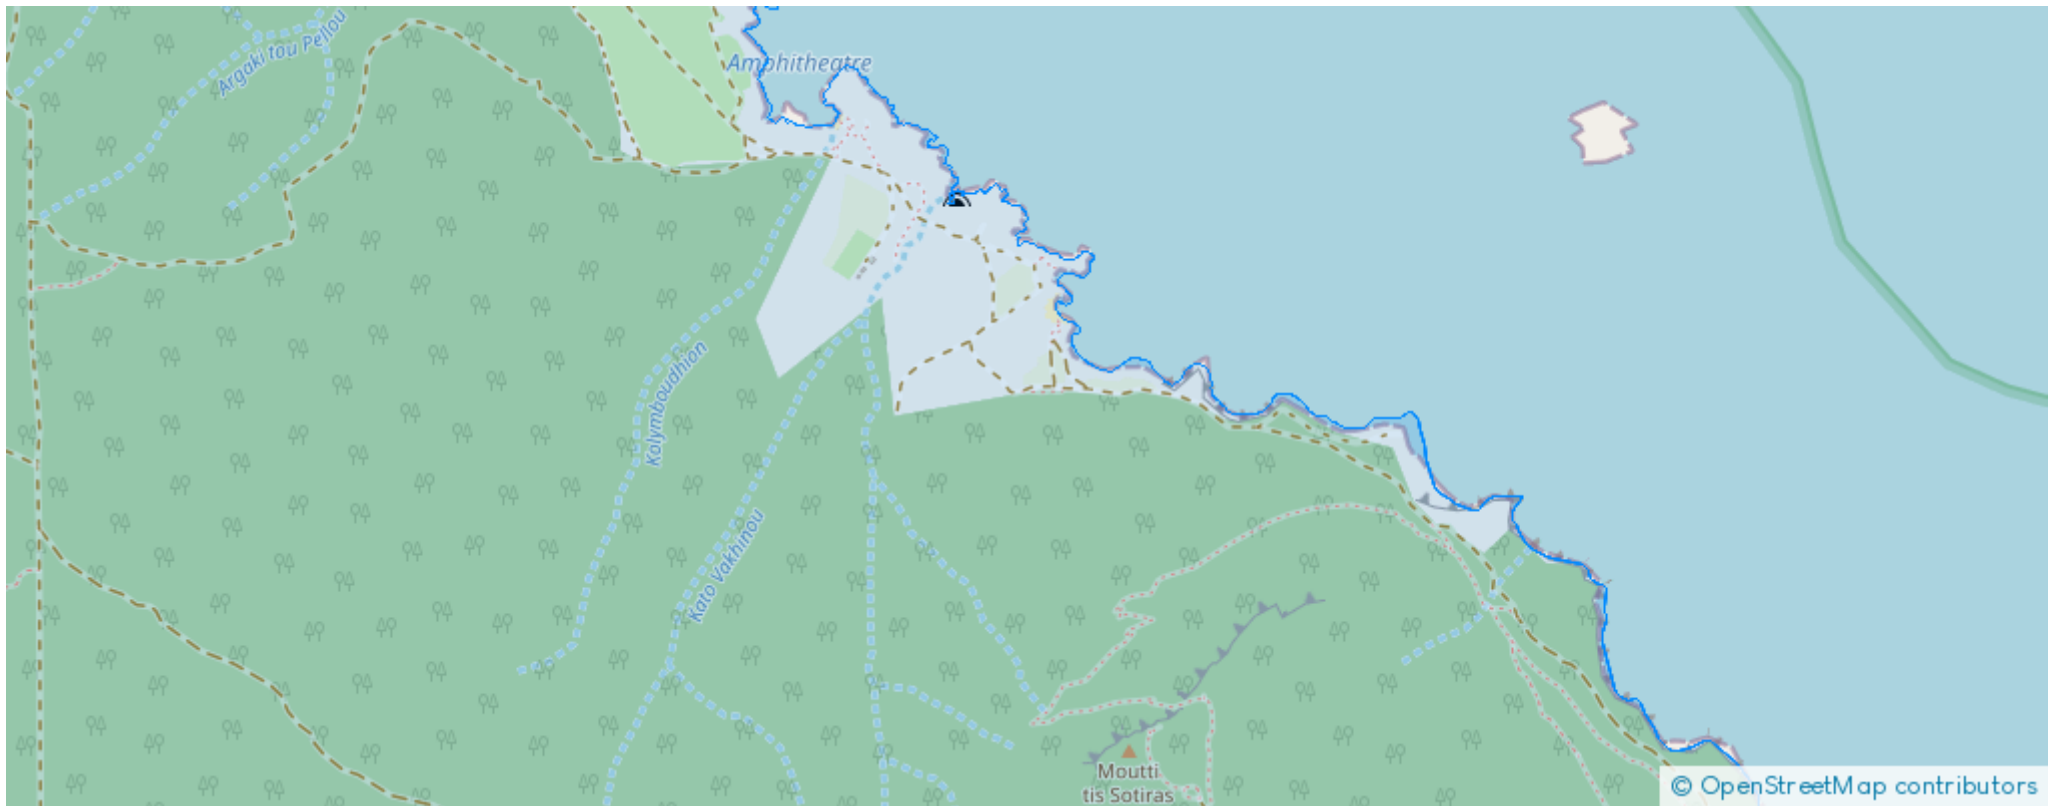 Argaki tou Pellou
Amphitheatre
Kolymboudhion
Kato Vakhinou
Moutti
tis Sotiras
© OpenStreetMap contributors